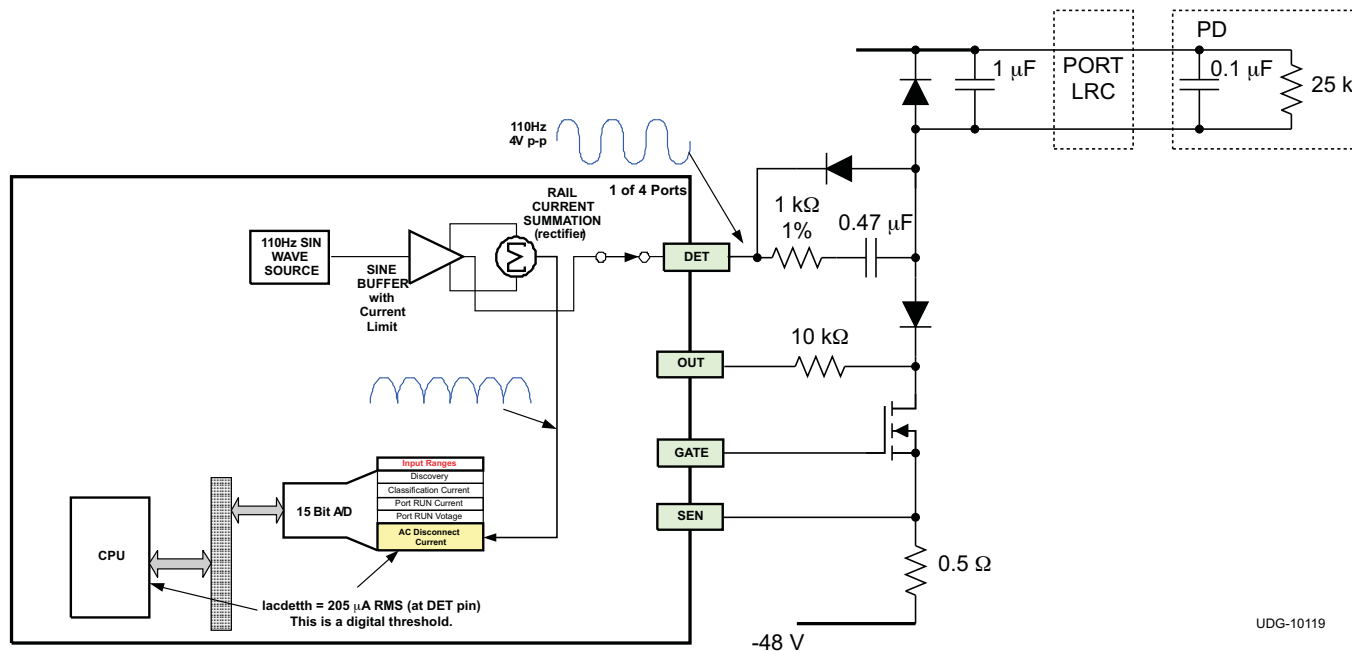 PD
1 μF
PORT
LRC
0.1 μF
25 k
110Hz
4V p-p
1 of 4 Ports
RAIL
CURRENT
SUMMATION
(rectifier)
1 kΩ
1%
0.47 μF
110Hz SIN
WAVE
SOURCE
Σ
DET
SINE
BUFFER
with
Current
Limit
10 kΩ
OUT
GATE
Input Ranges
Discovery
Classification Current
Port RUN Current
Port RUN Votage
AC Disconnect
Current
15 Bit A/D
SEN
CPU
0.5 Ω
Iacdetth = 205 μA RMS (at DET pin)
This is a digital threshold.
-48 V
UDG-10119